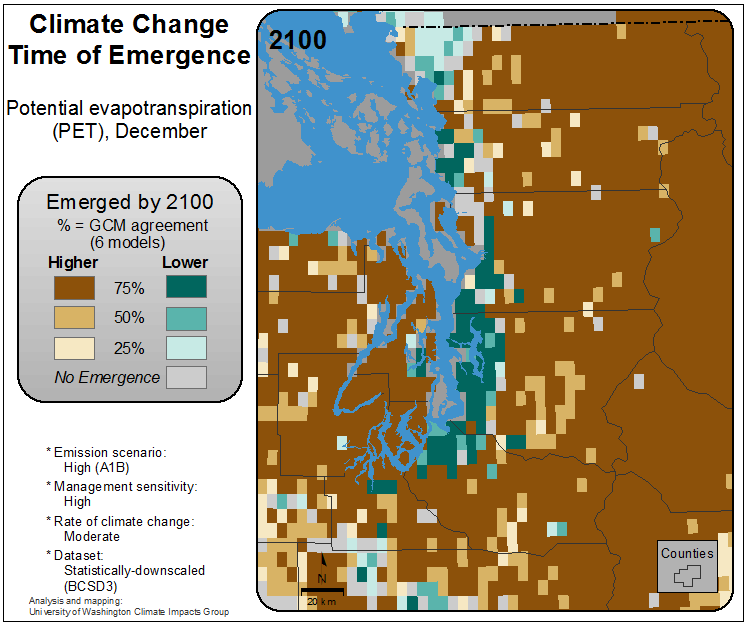 Climate Change
Time of Emergence
Potential evapotranspiration
(PET), December
Emerged by 2100
% = GCM agreement
(6 models)
Higher Lower
75%
50%
25%
No Emergence
* Emission scenario:
High (A1B)
* Management sensitivity:
High
* Rate of climate change:
Moderate
* Dataset:
Statistically-downscaled
(BCSD3)
Analysis and mapping:
University of Washington Climate Impacts Group
2100
N
20 km
Counties